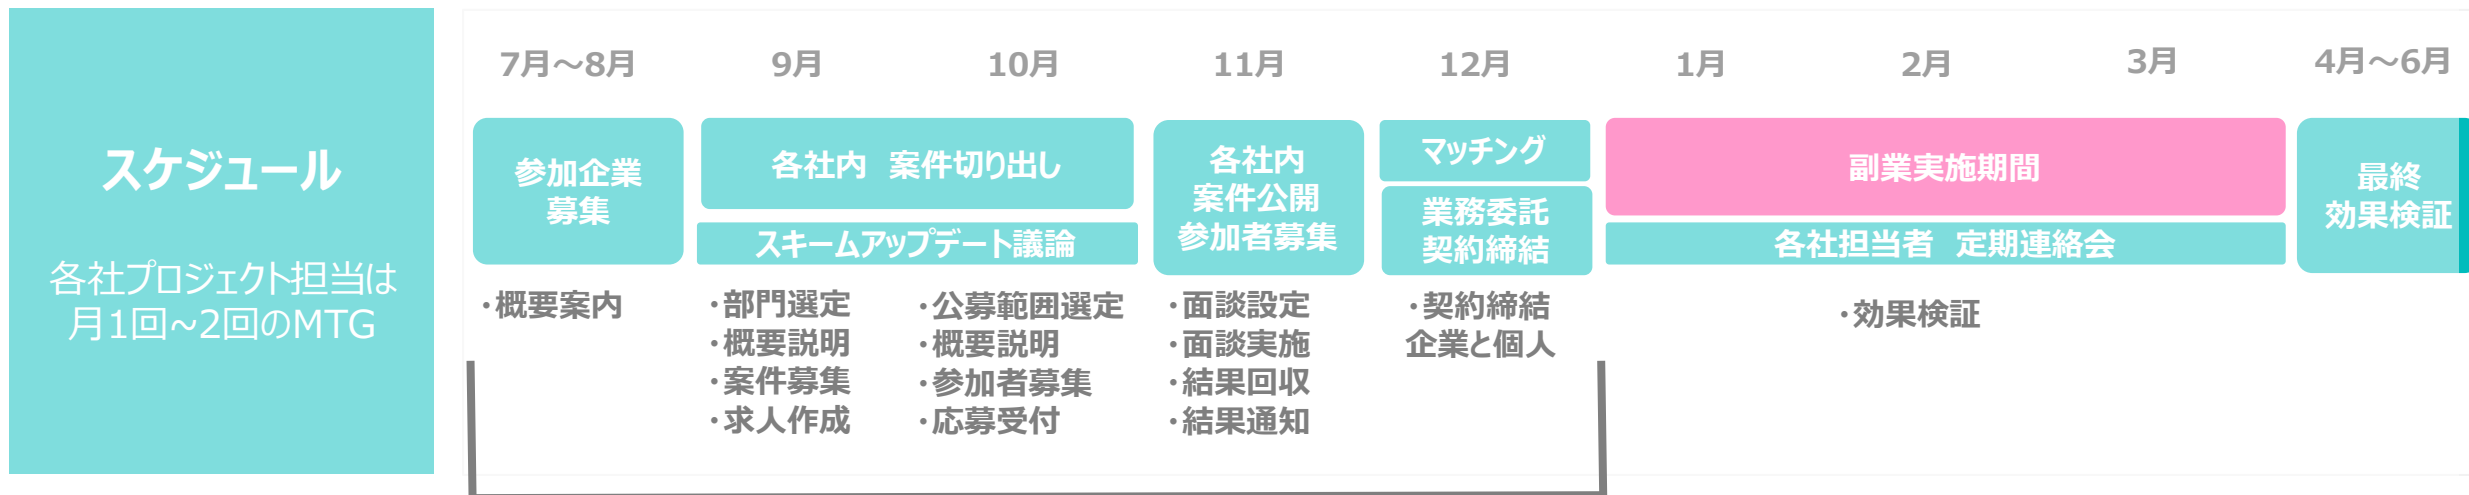 スケジュール
各社プロジェクト担当は
月1回~2回のMTG
7月～8月
9月
10月
11月
12月
1月
2月
3月
4月～6月
参加企業
募集
各社内　案件切り出し
スキームアップデート議論
各社内
案件公開
参加者募集
マッチング
業務委託
契約締結
副業実施期間
各社担当者　定期連絡会
最終
効果検証
・概要案内
・部門選定
・概要説明
・案件募集
・求人作成
・公募範囲選定
・概要説明
・参加者募集
・応募受付
・面談設定
・面談実施
・結果回収
・結果通知
・契約締結
企業と個人
・効果検証